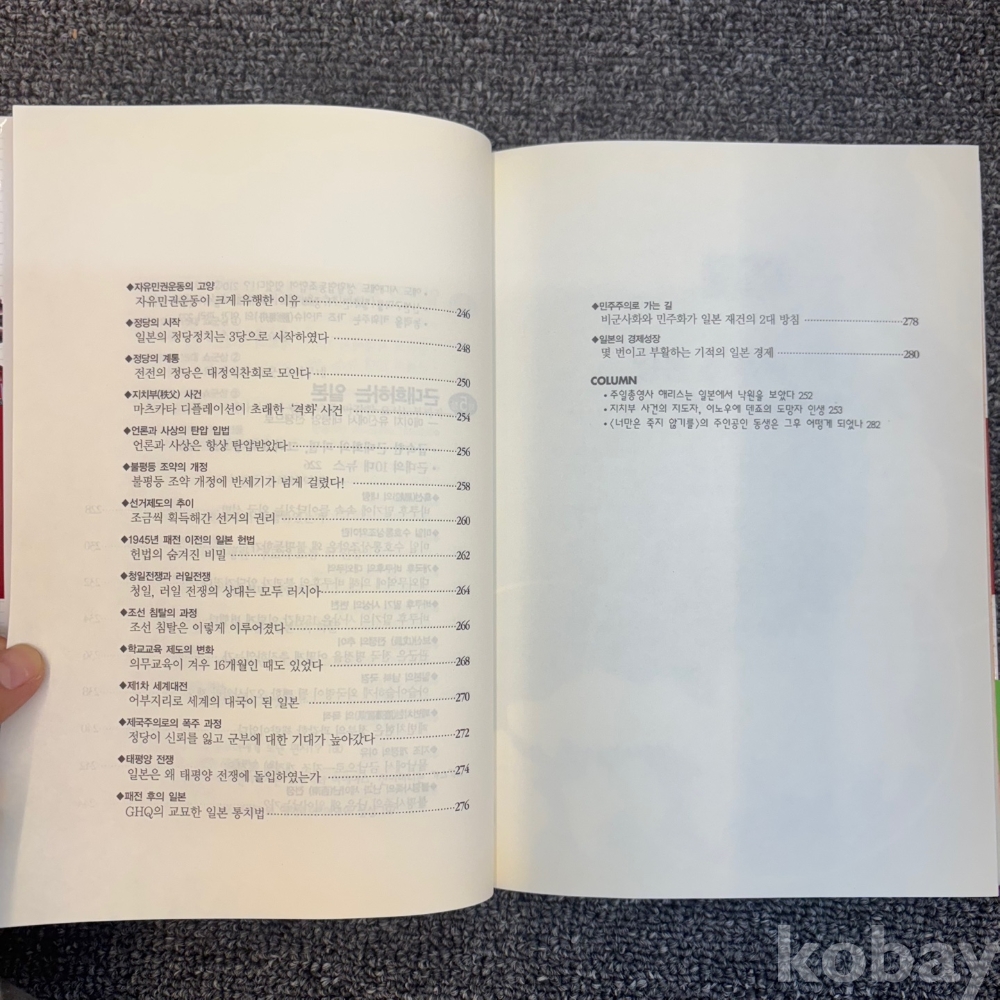 ◆자유민권운동의 고양
자유민권운동이 크게 유행한 이유 246
◆정당의 시작
일본의 정당정치는 3당으로 시작하였다 248
◆정당의 계통
전전의 정당은 대정익찬회로 모인다 250
◆지치부(秩父) 사건
마츠카타 디플레이션이 초래한 '격화' 사건 254
◆언론과 사상의 탄압 입법
언론과 사상은 항상 탄압받았다 256
◆불평등 조약의 개정
불평등 조약 개정에 반세기가 넘게 걸렸다! 258
◆선거제도의 추이
조금씩 획득해간 선거의 권리 260
◆1945년 패전 이전의 일본 헌법
헌법의 숨겨진 비밀 262
◆청일전쟁과 러일전쟁
청일, 러일 전쟁의 상대는 모두 러시아 264
◆조선 침탈의 과정
조선 침탈은 이렇게 이루어졌다 266
◆학교교육 제도의 변화
의무교육이 겨우 16개월인 때도 있었다 268
◆제1차 세계대전
어부지리로 세계의 대국이 된 일본 270
◆제국주의로의 폭주 과정
정당이 신뢰를 잃고 군부에 대한 기대가 높아갔다 272
◆태평양 전쟁
일본은 왜 태평양 전쟁에 돌입하였는가 274
◆패전 후의 일본
GHQ의 교묘한 일본 통치법 276
◆민주주의로 가는 길
비군사화와 민주화가 일본 재건의 2대 방침 278
◆일본의 경제성장
몇 번이고 부활하는 기적의 일본 경제 280
COLUMN
• 주일총영사 해리스는 일본에서 낙원을 보았다 252
• 지치부 사건의 지도자, 이노우에 덴죠의 도망자 인생 253
• 〈너만은 죽지 않기를〉의 주인공인 동생은 그후 어떻게 되었나 282
kobay